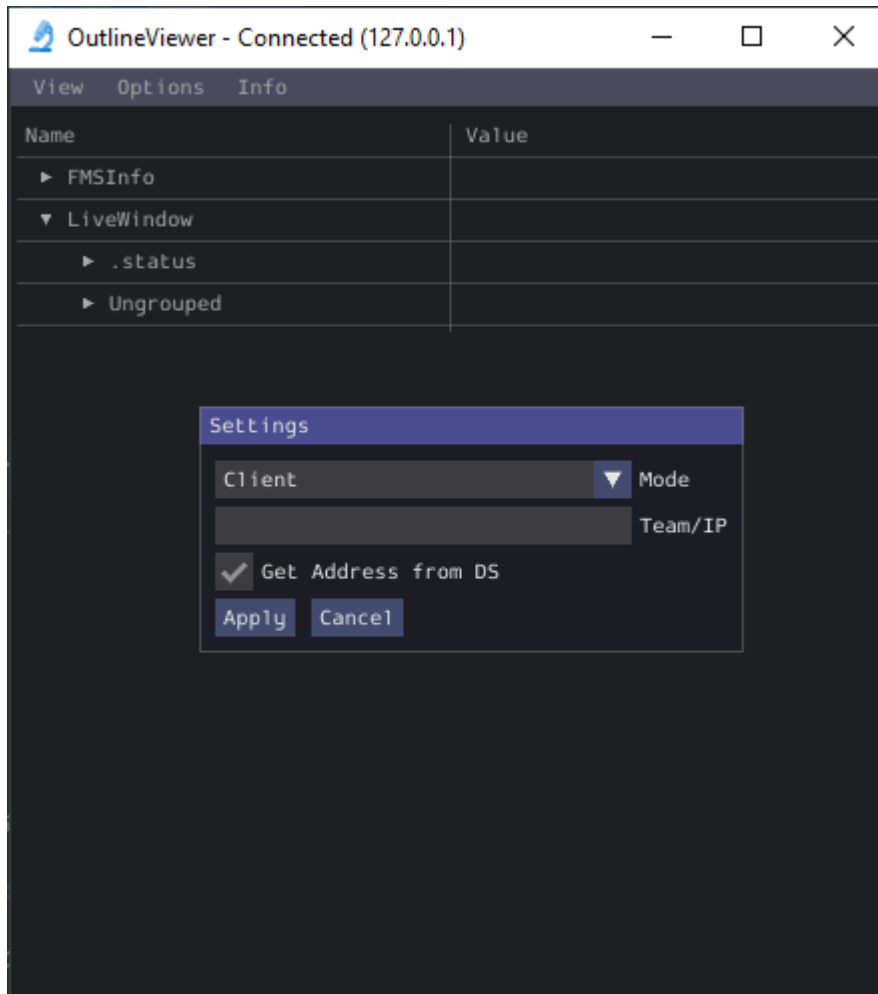 OutlineViewer - Connected (127.0.0.1)
View Options Info
Name Value
FMSInfo
LiveWindow
.status
Ungrouped
Settings
Client Mode
Team/IP
Get Address from DS
Apply Cancel